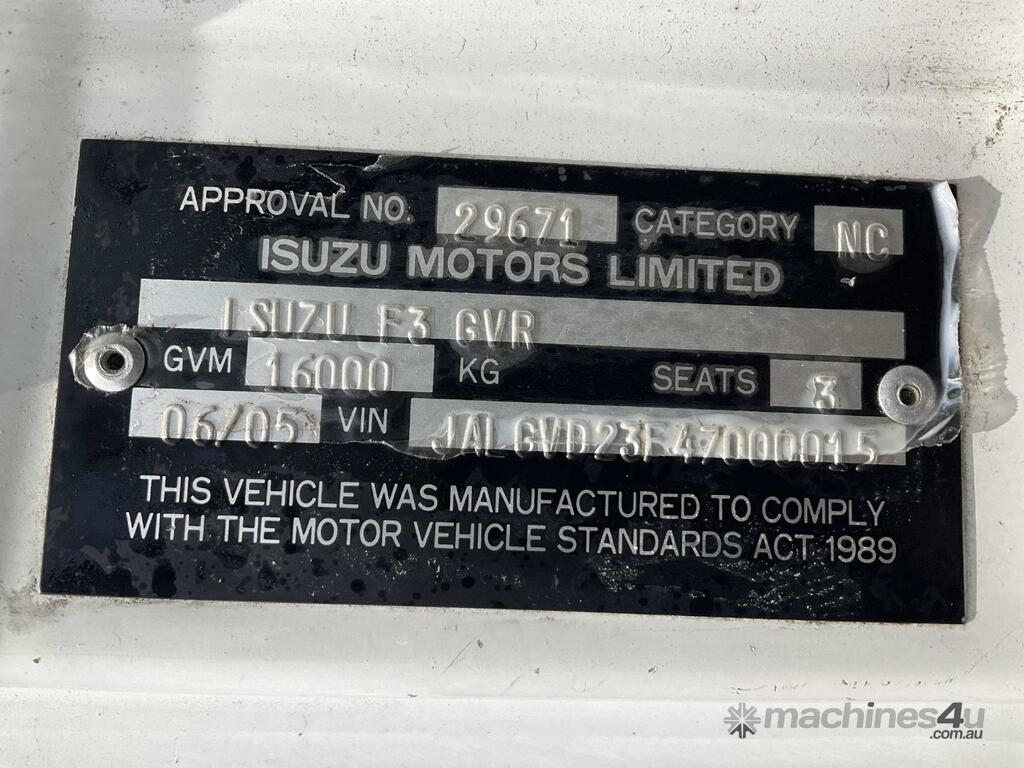 APPROVAL NO. 29671 CATEGORY NC
ISUZU MOTORS LIMITED
ISUZU F3 GVR
GVM 16000 KG SEATS 3
06/05 VIN JALGVD23F47000015
THIS VEHICLE WAS MANUFACTURED TO COMPLY
WITH THE MOTOR VEHICLE STANDARDS ACT 1989
machines4u
.com.au